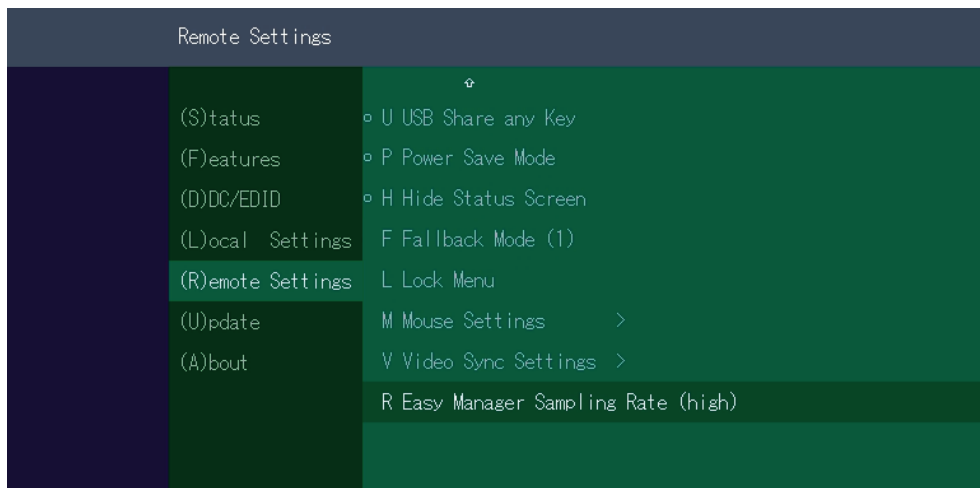 Remote Settings
(S)tatus
(F)eatures
(D)DC/EDID
(L)ocal Settings
(R)emote Settings
(U)pdate
(A)bout
U USB Share any Key
P Power Save Mode
H Hide Status Screen
F Fallback Mode (1)
L Lock Menu
M Mouse Settings >
V Video Sync Settings >
R Easy Manager Sampling Rate (high)